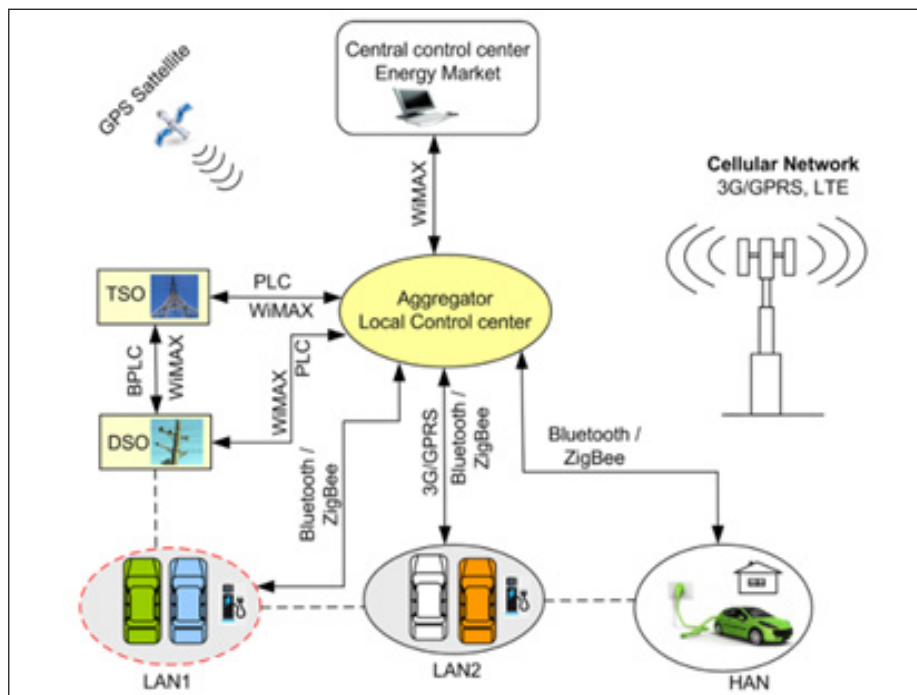 GPS Sattellite
Central control center
Energy Market
WiMAX
Cellular Network
3G/GPRS, LTE
TSO
PLC
WiMAX
Aggregator
Local Control center
BPLC
WiMAX
DSO
WiMAX
PLC
Bluetooth /
ZigBee
3G/GPRS
Bluetooth /
ZigBee
Bluetooth /
ZigBee
LAN1
LAN2
HAN